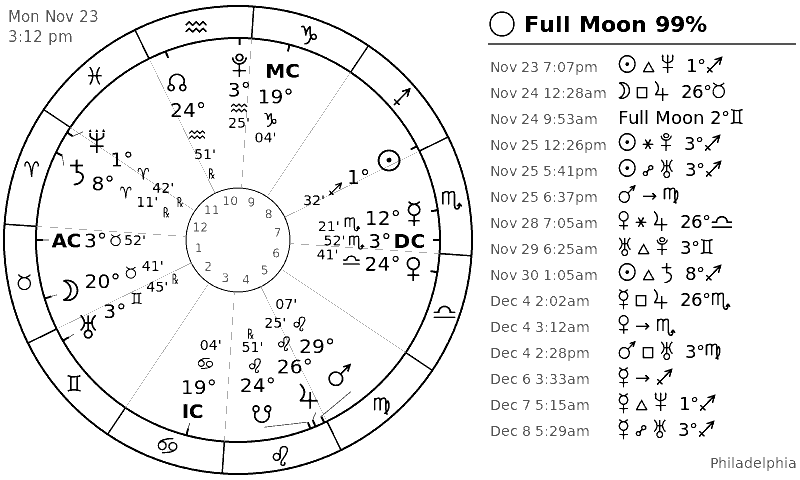 Mon Nov 23
3:12 pm
♒
♑
♓
♐
♈
♏
♉
♎
♊
♍
♋
♌
☊
24°
♒
51'
℞
♇
3°
♒
25'
MC
19°
♑
04'
♆ 1° ♈ 42' ℞
♄ 8° ♈ 11' ℞
32' ♐ 1° ☉
21' ♏ 12° ☿
AC 3° ♉ 52'
52' ♏ 3° DC
41' ♎ 24° ♀
☽ 20° ♉ 41'
♅ 3° ♊ 45' ℞
10 9
11 8
12 7
1 6
2 5
3 4
04'
♋
19°
IC
℞
51'
♌
24°
☋
25'
♌
26°
♃
07'
♌
29°
♂
Full Moon 99%
Nov 23 7:07pm ☉ △ ♆ 1°♐
Nov 24 12:28am ☽ □ ♃ 26°♉
Nov 24 9:53am Full Moon 2°♊
Nov 25 12:26pm ☉ ⚹ ♇ 3°♐
Nov 25 5:41pm ☉ ☍ ♅ 3°♐
Nov 25 6:37pm ♂ → ♍
Nov 28 7:05am ♀ ⚹ ♃ 26°♎
Nov 29 6:25am ♅ △ ♇ 3°♊
Nov 30 1:05am ☉ △ ♄ 8°♐
Dec 4 2:02am ☿ □ ♃ 26°♏
Dec 4 3:12am ♀ → ♏
Dec 4 2:28pm ♂ □ ♅ 3°♍
Dec 6 3:33am ☿ → ♐
Dec 7 5:15am ☿ △ ♆ 1°♐
Dec 8 5:29am ☿ ☍ ♅ 3°♐
Philadelphia